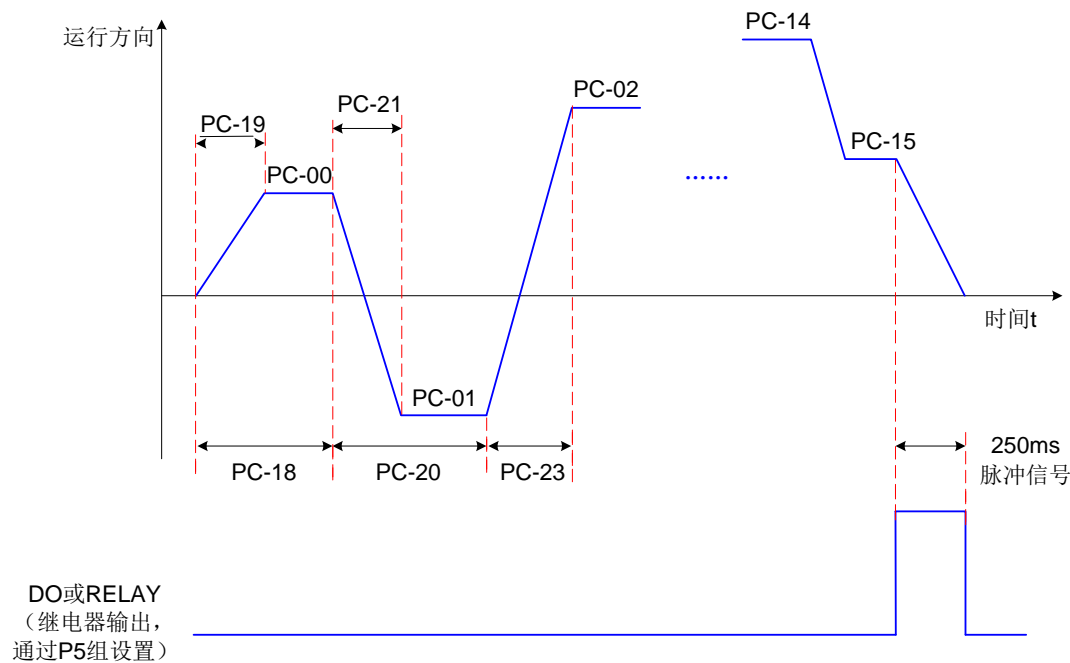 运行方向
PC-14
PC-02
PC-21
PC-19
PC-15
PC-00
......
时间t
PC-01
PC-18
PC-20
PC-23
250ms
脉冲信号
DO或RELAY
（继电器输出，
通过P5组设置）